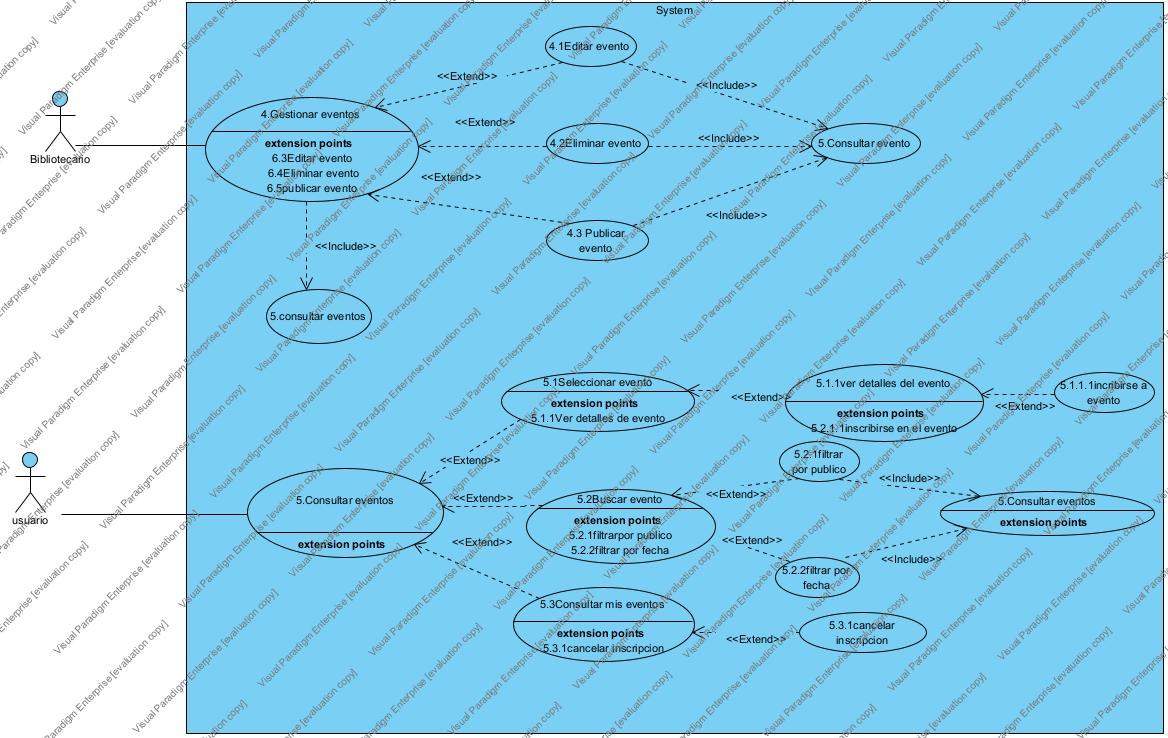 System
4.1Editar evento
<<Extend>>
<<Include>>
4.Gestionar eventos
extension points
6.3Editar evento
6.4Eliminar evento
6.5publicar evento
<<Extend>>
4.2Eliminar evento
<<Include>>
5.Consultar evento
Bibliotecario
<<Extend>>
4.3 Publicar
evento
<<Include>>
<<Include>>
5.consultar eventos
5.1Seleccionar evento
extension points
5.1.1Ver detalles de evento
<<Extend>>
5.1.1ver detalles del evento
extension points
5.2.1.1inscribirse en el evento
<<Extend>>
5.1.1.1incribirse a
evento
<<Extend>>
5.2.1filtrar
por publico
<<Include>>
usuario
5.Consultar eventos
extension points
<<Extend>>
5.2Buscar evento
extension points
5.2.1filtrarpor publico
5.2.2filtrar por fecha
<<Extend>>
5.Consultar eventos
extension points
<<Extend>>
<<Extend>>
5.2.2filtrar por
fecha
<<Include>>
5.3Consultar mis eventos
extension points
5.3.1cancelar inscripcion
<<Extend>>
5.3.1cancelar
inscripcion
Visual Paradigm Enterprise [evaluation copy]